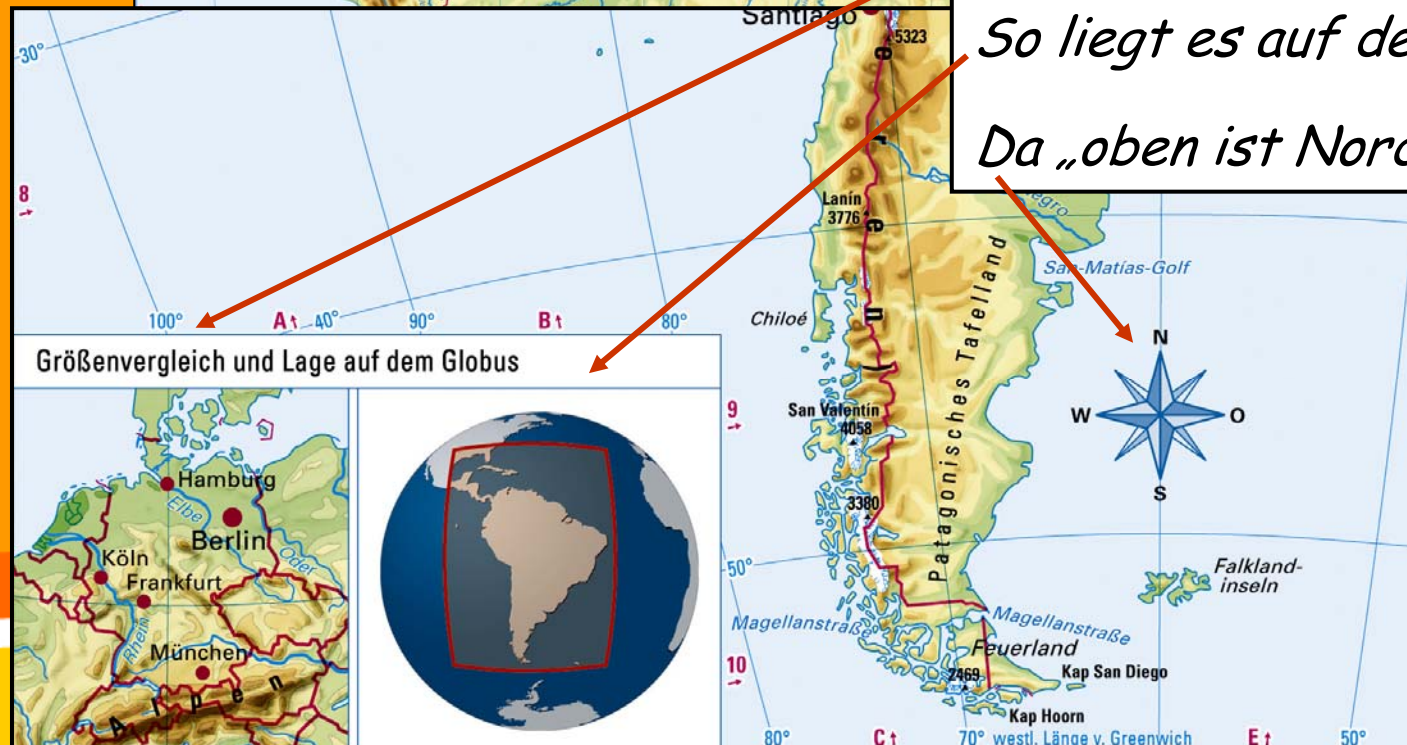 Santiago
5323
So liegt es auf de
Da „oben ist Nord
30°
8
Lanín
3776
egro
San-Matías-Golf
100°
A
40°
90°
B
80°
Chiloé
Größenvergleich und Lage auf dem Globus
N
W
O
S
9
San Valentín
4058
3380
Patagonisches Tafelland
e r e n )
Hamburg
Elbe
Berlin
Oder
Köln
Frankfurt
Rhein
München
Alpen
50°
Falkland-
inseln
Magellanstraße
Magellanstraße
Feuerland
2469
Kap San Diego
10
Kap Hoorn
80°
C
70° westl. Länge v. Greenwich
E
50°